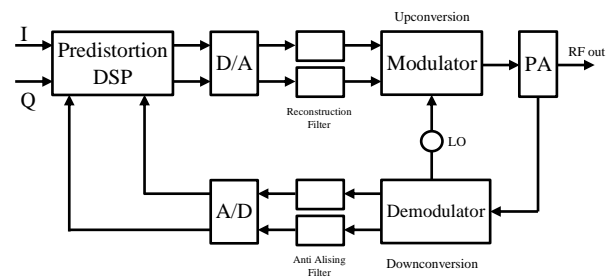 Upconversion
I
Q
Predistortion
DSP
D/A
Modulator
PA
RF out
Reconstruction
Filter
LO
A/D
Demodulator
Anti Alising
Filter
Downconversion